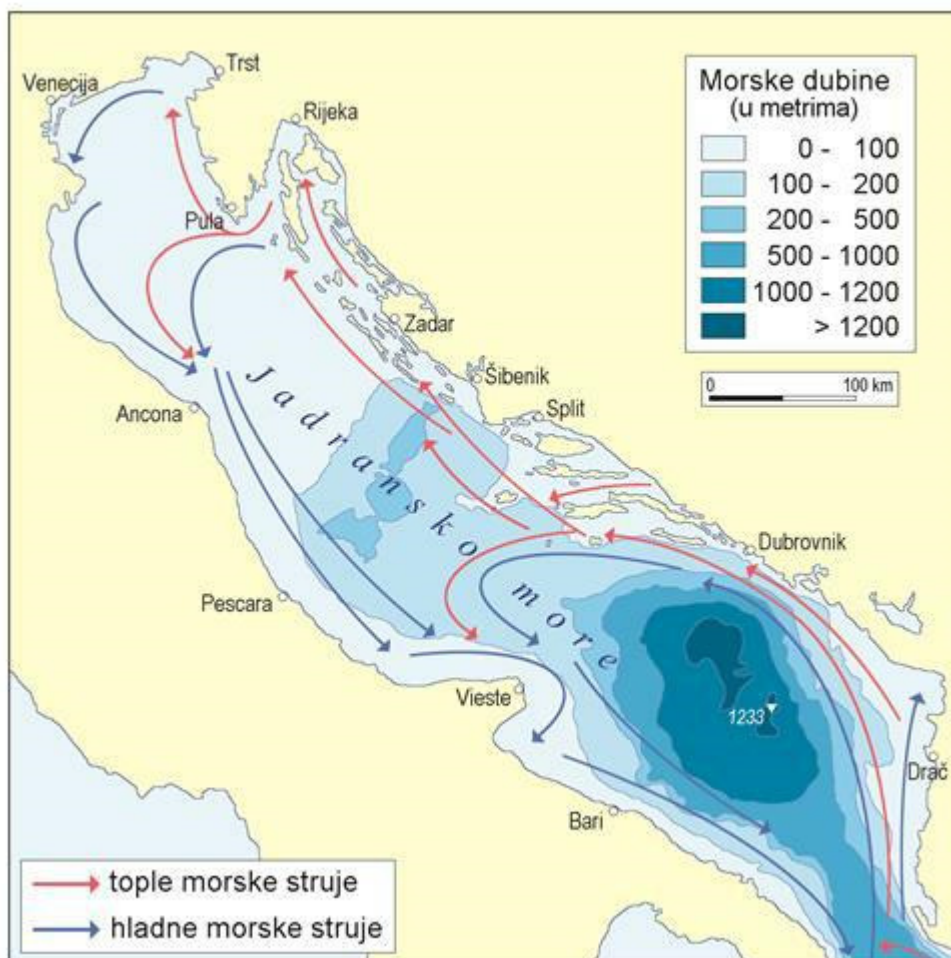 Trst
Venecija
Rijeka
Pula
Zadar
Šibenik
Split
Ancona
Jadransko more
Dubrovnik
Pescara
Vieste
1233
Drač
Bari
Morske dubine
(u metrima)
0 - 100
100 - 200
200 - 500
500 - 1000
1000 - 1200
> 1200
0 100 km
tople morske struje
hladne morske struje